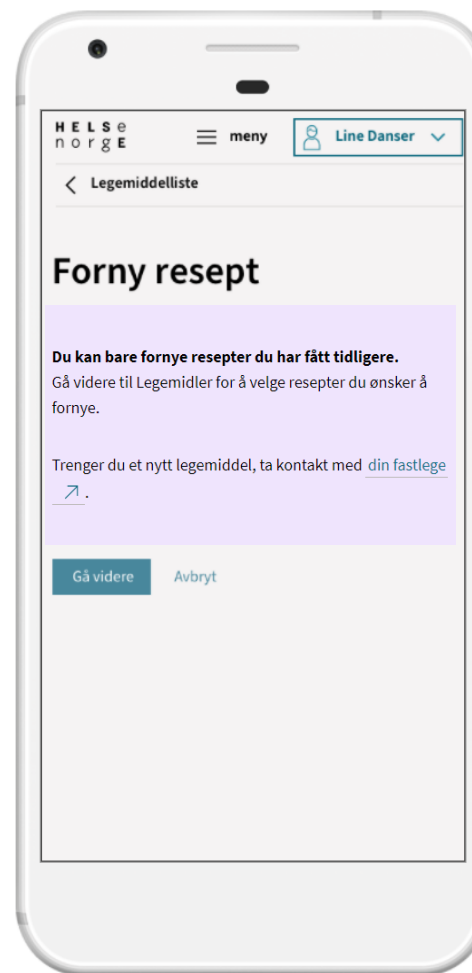 HELSe
norgE
meny
Line Danser
Legemiddelliste
Forny resept
Du kan bare fornye resepter du har fått tidligere.
Gå videre til Legemidler for å velge resepter du ønsker å
fornye.
Trenger du et nytt legemiddel, ta kontakt med din fastlege
.
Gå videre
Avbryt